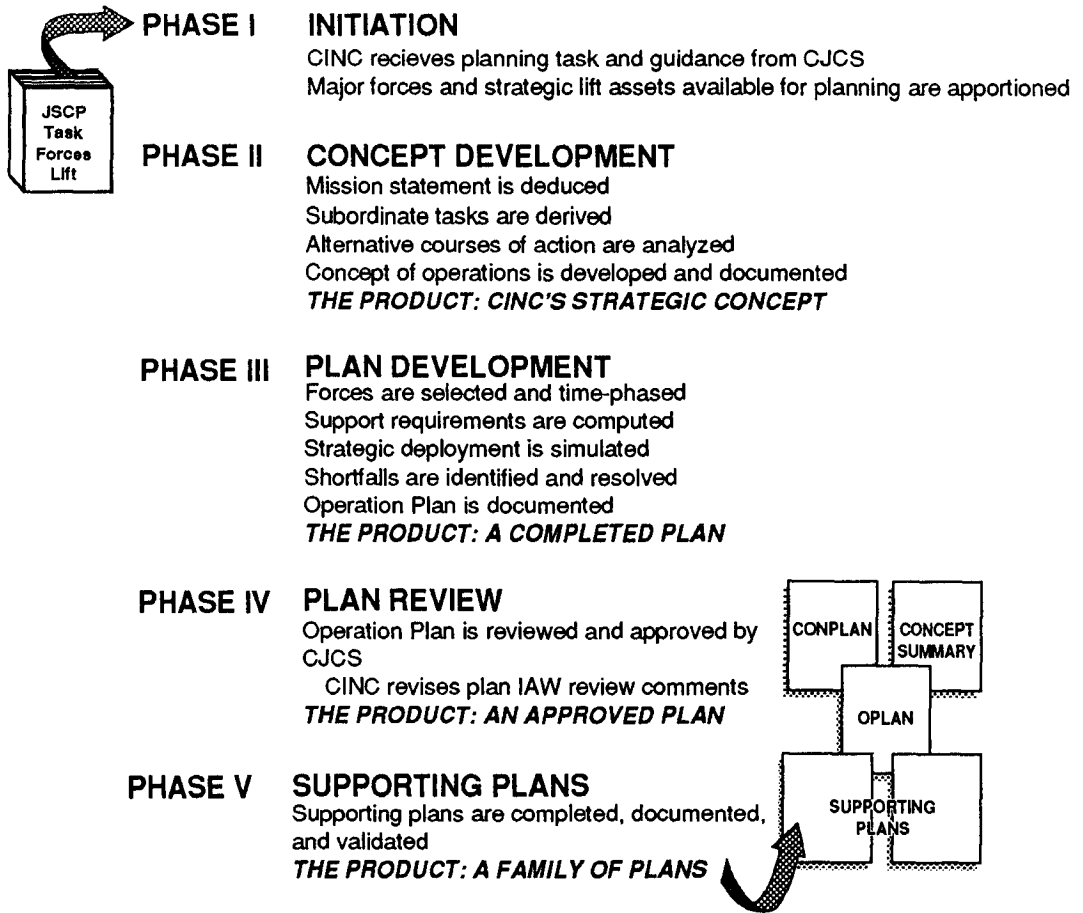 PHASE I INITIATION
CINC recieves planning task and guidance from CJCS
Major forces and strategic lift assets available for planning are apportioned
JSCP
Task
Forces
Lift
PHASE II CONCEPT DEVELOPMENT
Mission statement is deduced
Subordinate tasks are derived
Alternative courses of action are analyzed
Concept of operations is developed and documented
THE PRODUCT: CINC'S STRATEGIC CONCEPT
PHASE III PLAN DEVELOPMENT
Forces are selected and time-phased
Support requirements are computed
Strategic deployment is simulated
Shortfalls are identified and resolved
Operation Plan is documented
THE PRODUCT: A COMPLETED PLAN
PHASE IV PLAN REVIEW
Operation Plan is reviewed and approved by
CJCS
CINC revises plan IAW review comments
THE PRODUCT: AN APPROVED PLAN
CONPLAN
CONCEPT
SUMMARY
OPLAN
PHASE V SUPPORTING PLANS
Supporting plans are completed, documented,
and validated
THE PRODUCT: A FAMILY OF PLANS
SUPPORTING
PLANS